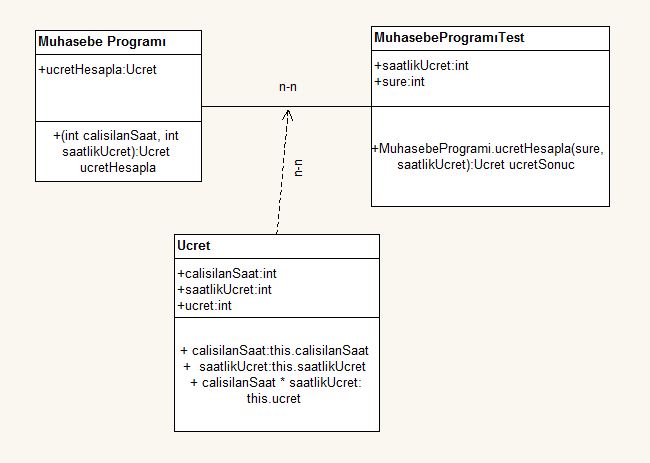 Muhasebe Programı
+ucretHesapla:Ucret
+(int calisilanSaat, int
saatlikUcret):Ucret
ucretHesapla
n-n
MuhasebeProgramıTest
+saatlikUcret:int
+sure:int
+MuhasebeProgrami.ucretHesapla(sure,
saatlikUcret):Ucret ucretSonuc
n-n
Ucret
+calisilanSaat:int
+saatlikUcret:int
+ucret:int
+ calisilanSaat:this.calisilanSaat
+ saatlikUcret:this.saatlikUcret
+ calisilanSaat * saatlikUcret:
this.ucret